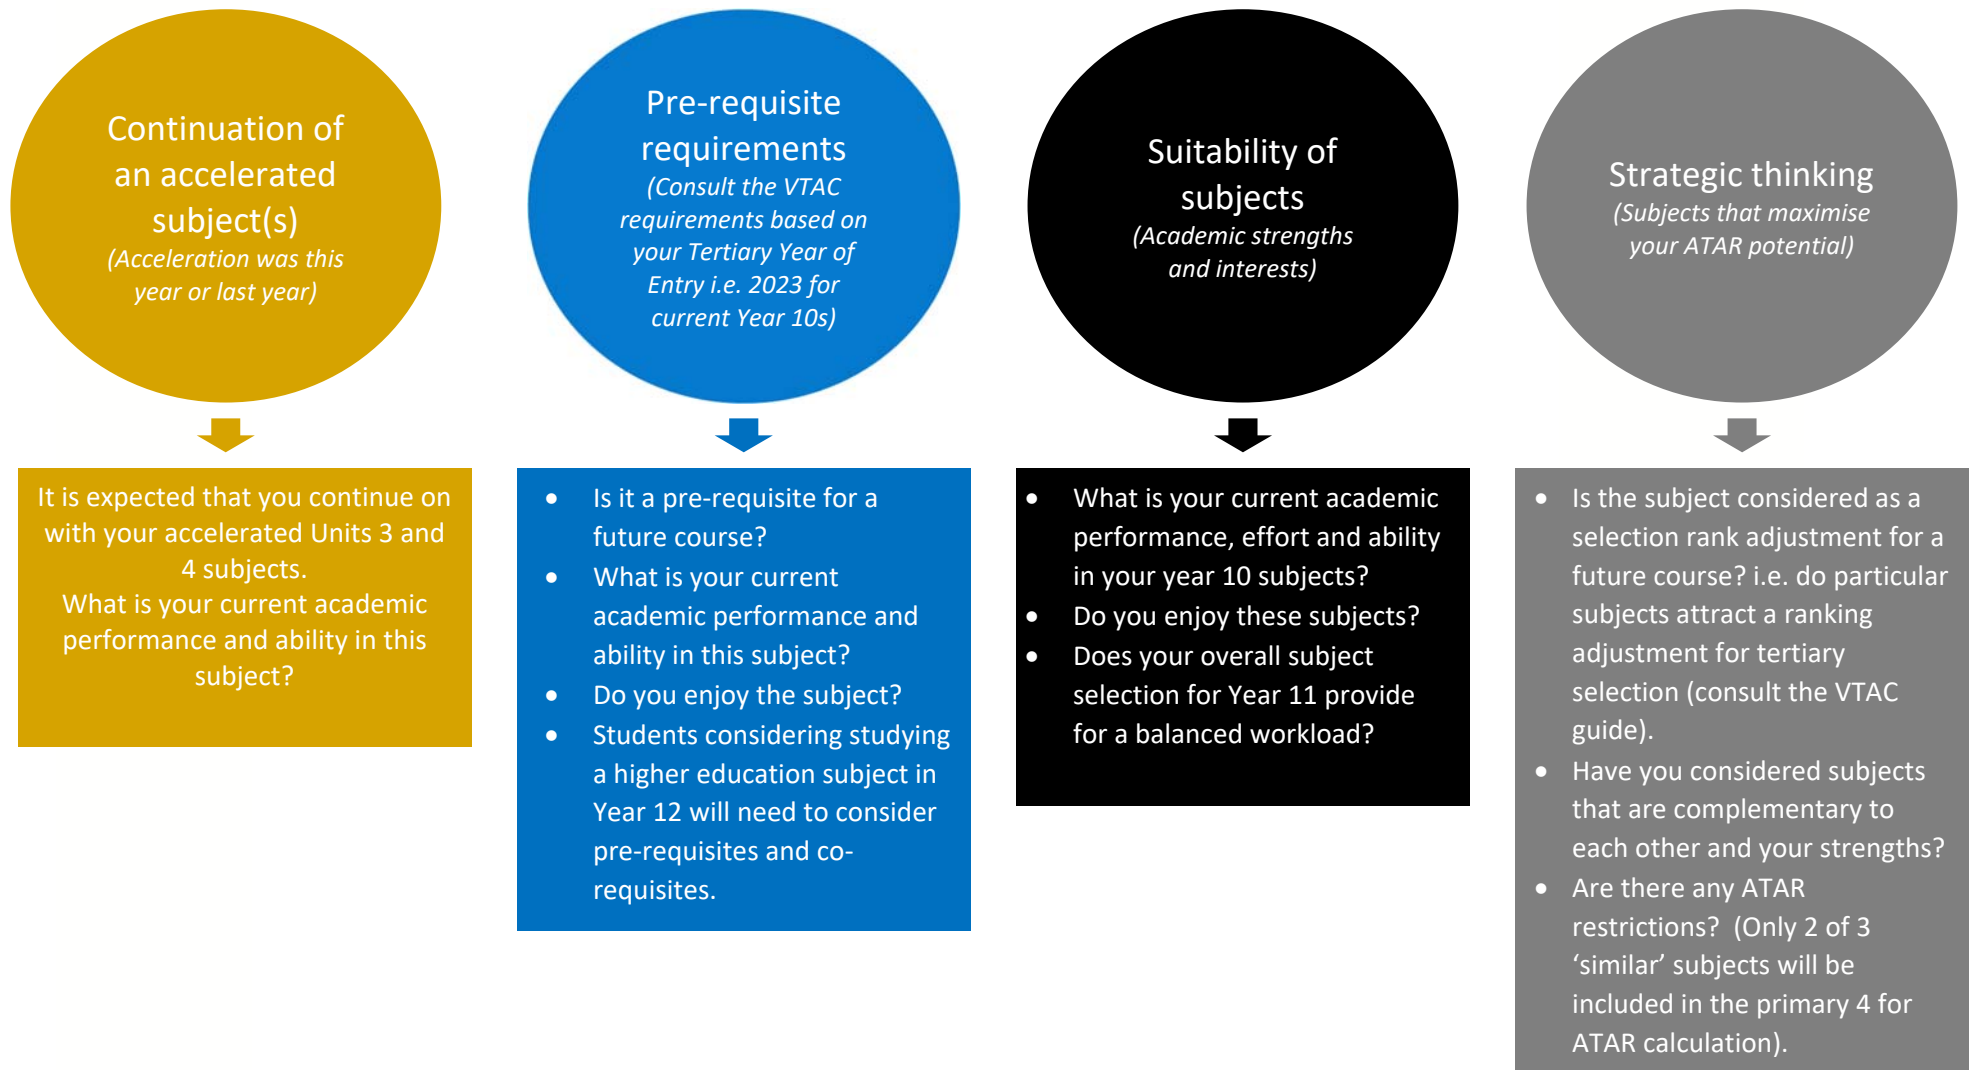 Continuation of
an accelerated
subject(s)
(Acceleration was this
year or last year)
It is expected that you continue on
with your accelerated Units 3 and
4 subjects.
What is your current academic
performance and ability in this
subject?
Pre-requisite
requirements
(Consult the VTAC
requirements based on
your Tertiary Year of
Entry i.e. 2023 for
current Year 10s)
• Is it a pre-requisite for a
future course?
• What is your current
academic performance and
ability in this subject?
• Do you enjoy the subject?
• Students considering studying
a higher education subject in
Year 12 will need to consider
pre-requisites and co-
requisites.
Suitability of
subjects
(Academic strengths
and interests)
• What is your current academic
performance, effort and ability
in your year 10 subjects?
• Do you enjoy these subjects?
• Does your overall subject
selection for Year 11 provide
for a balanced workload?
Strategic thinking
(Subjects that maximise
your ATAR potential)
• Is the subject considered as a
selection rank adjustment for a
future course? i.e. do particular
subjects attract a ranking
adjustment for tertiary
selection (consult the VTAC
guide).
• Have you considered subjects
that are complementary to
each other and your strengths?
• Are there any ATAR
restrictions?  (Only 2 of 3
‘similar’ subjects will be
included in the primary 4 for
ATAR calculation).